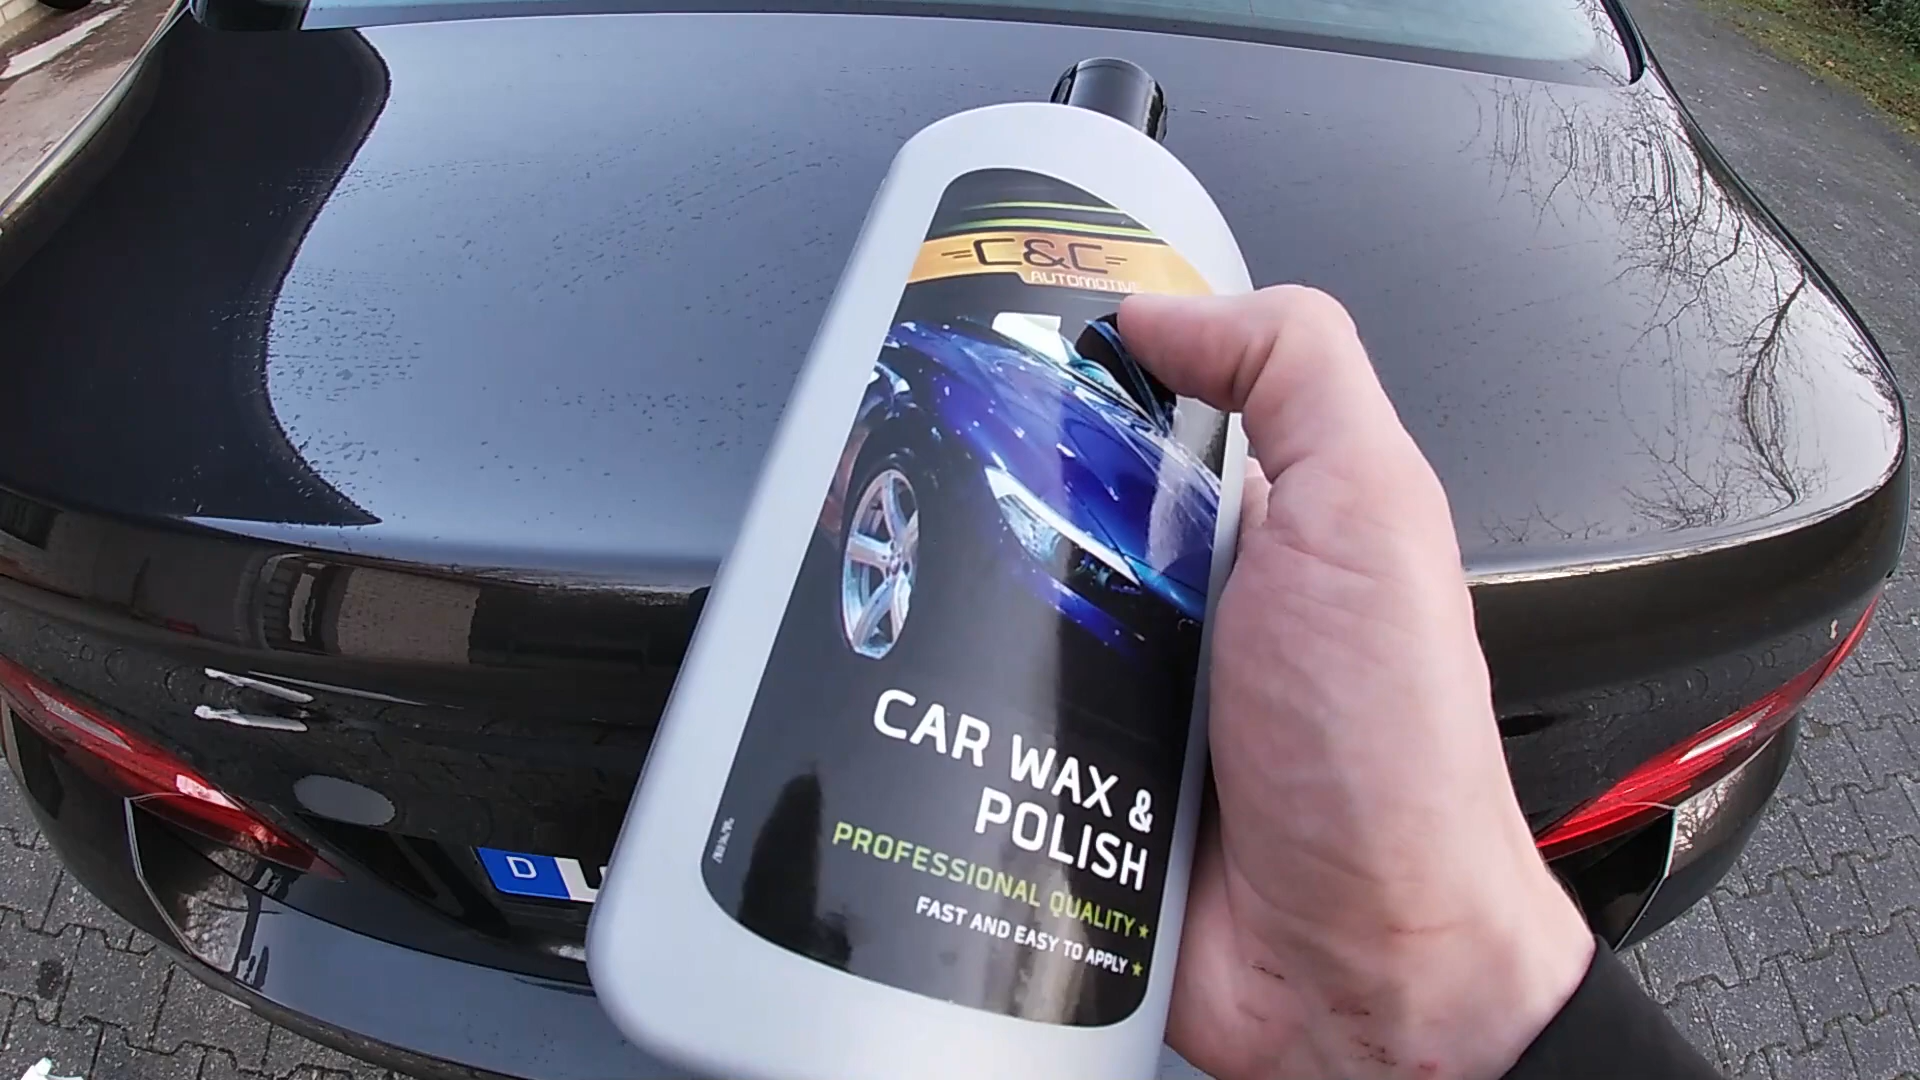 C&C
AUTOMOTIVE
CAR WAX &
POLISH
PROFESSIONAL QUALITY
FAST AND EASY TO APPLY
D